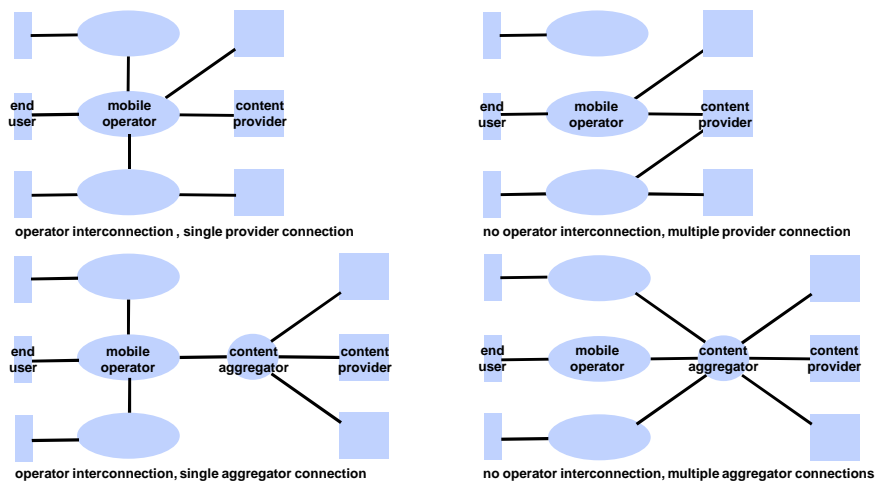 end mobile content
user operator provider
operator interconnection , single provider connection
end mobile content
user operator provider
no operator interconnection, multiple provider connection
end mobile content content
user operator aggregator provider
operator interconnection, single aggregator connection
end mobile content content
user operator aggregator provider
no operator interconnection, multiple aggregator connections